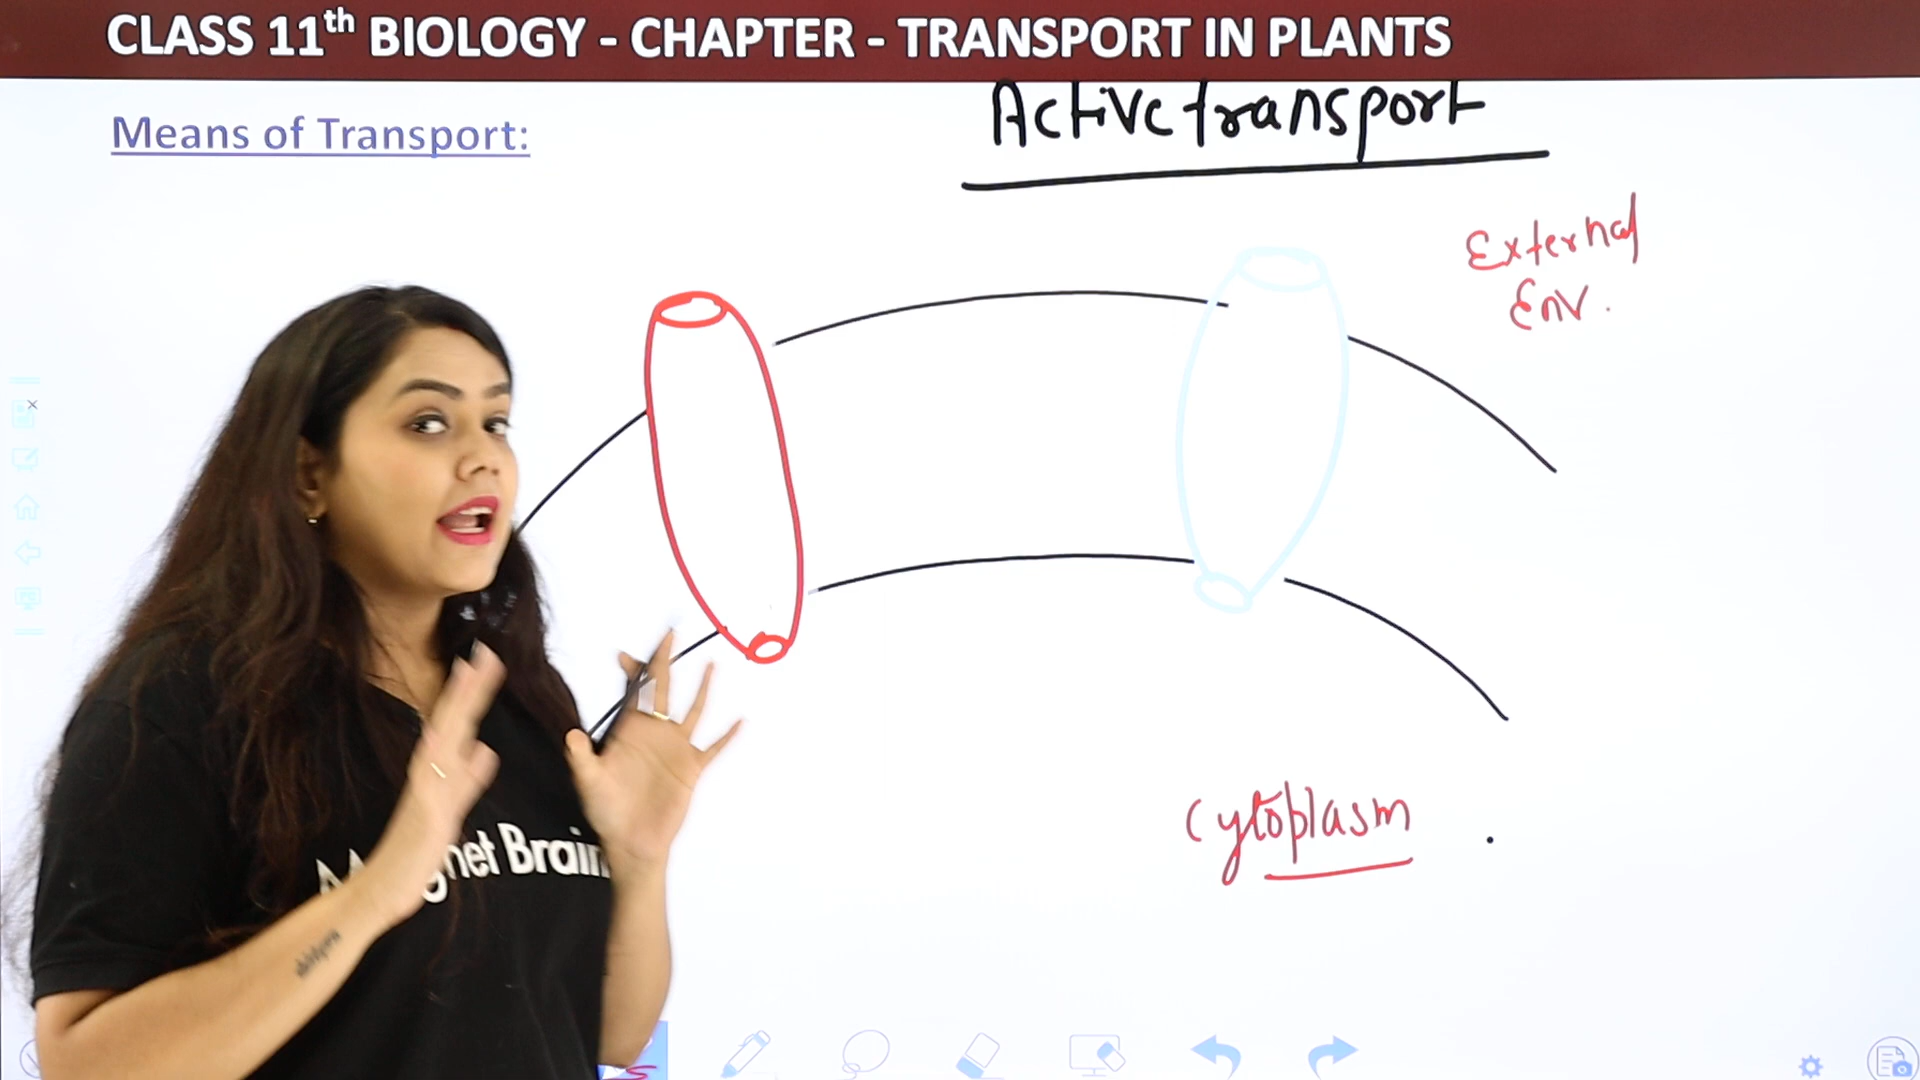 CLASS 11th BIOLOGY - CHAPTER - TRANSPORT IN PLANTS
Means of Transport:
Active transport
External
Env.
Cytoplasm
net Brain